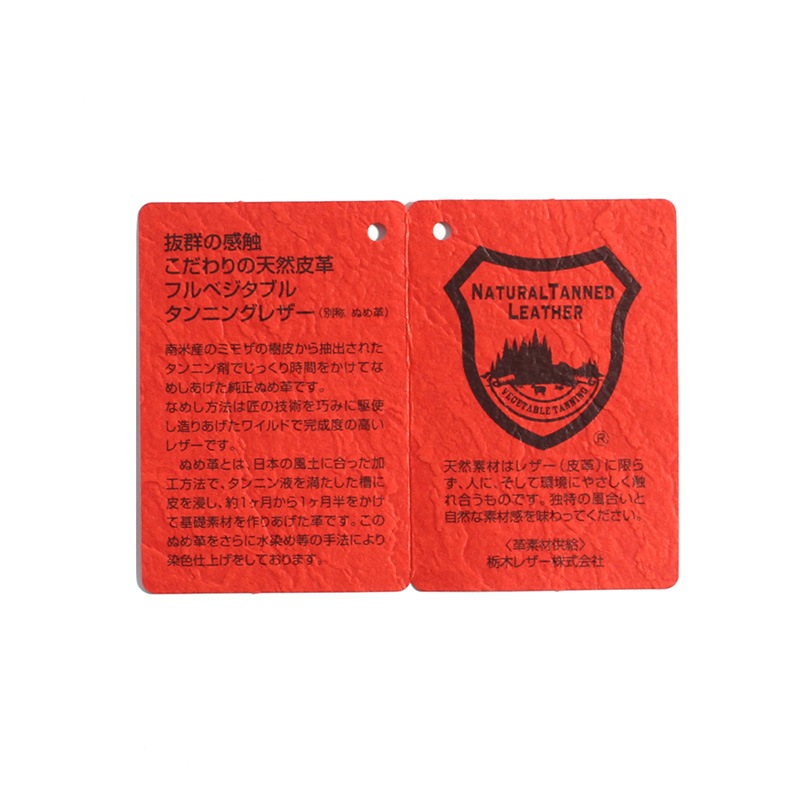 抜群の感触
こだわりの天然皮革
フルベジタブル
タンニングレザー（別称 ぬめ革）
南米産のミモザの樹皮から抽出された
タンニン剤でじっくり時間をかけてな
めしあげた純正ぬめ革です。
なめし方法は匠の技術を巧みに駆使
し造りあげたワイルドで完成度の高い
レザーです。
ぬめ革とは、日本の風土に合った加
工方法で、タンニン液を満たした槽に
皮を浸し、約1ヶ月から1ヶ月半をかけ
て基礎素材を作りあげた革です。この
ぬめ革をさらに水染め等の手法により
染色仕上げをしております。
NATURAL TANNED
LEATHER
VEGETABLE TANNING
®
天然素材はレザー（皮革）に限ら
ず、人に、そして環境にやさしく触
れ合うものです。独特の風合いと
自然な素材感を味わってください。
〈革素材供給〉
栃木レザー株式会社